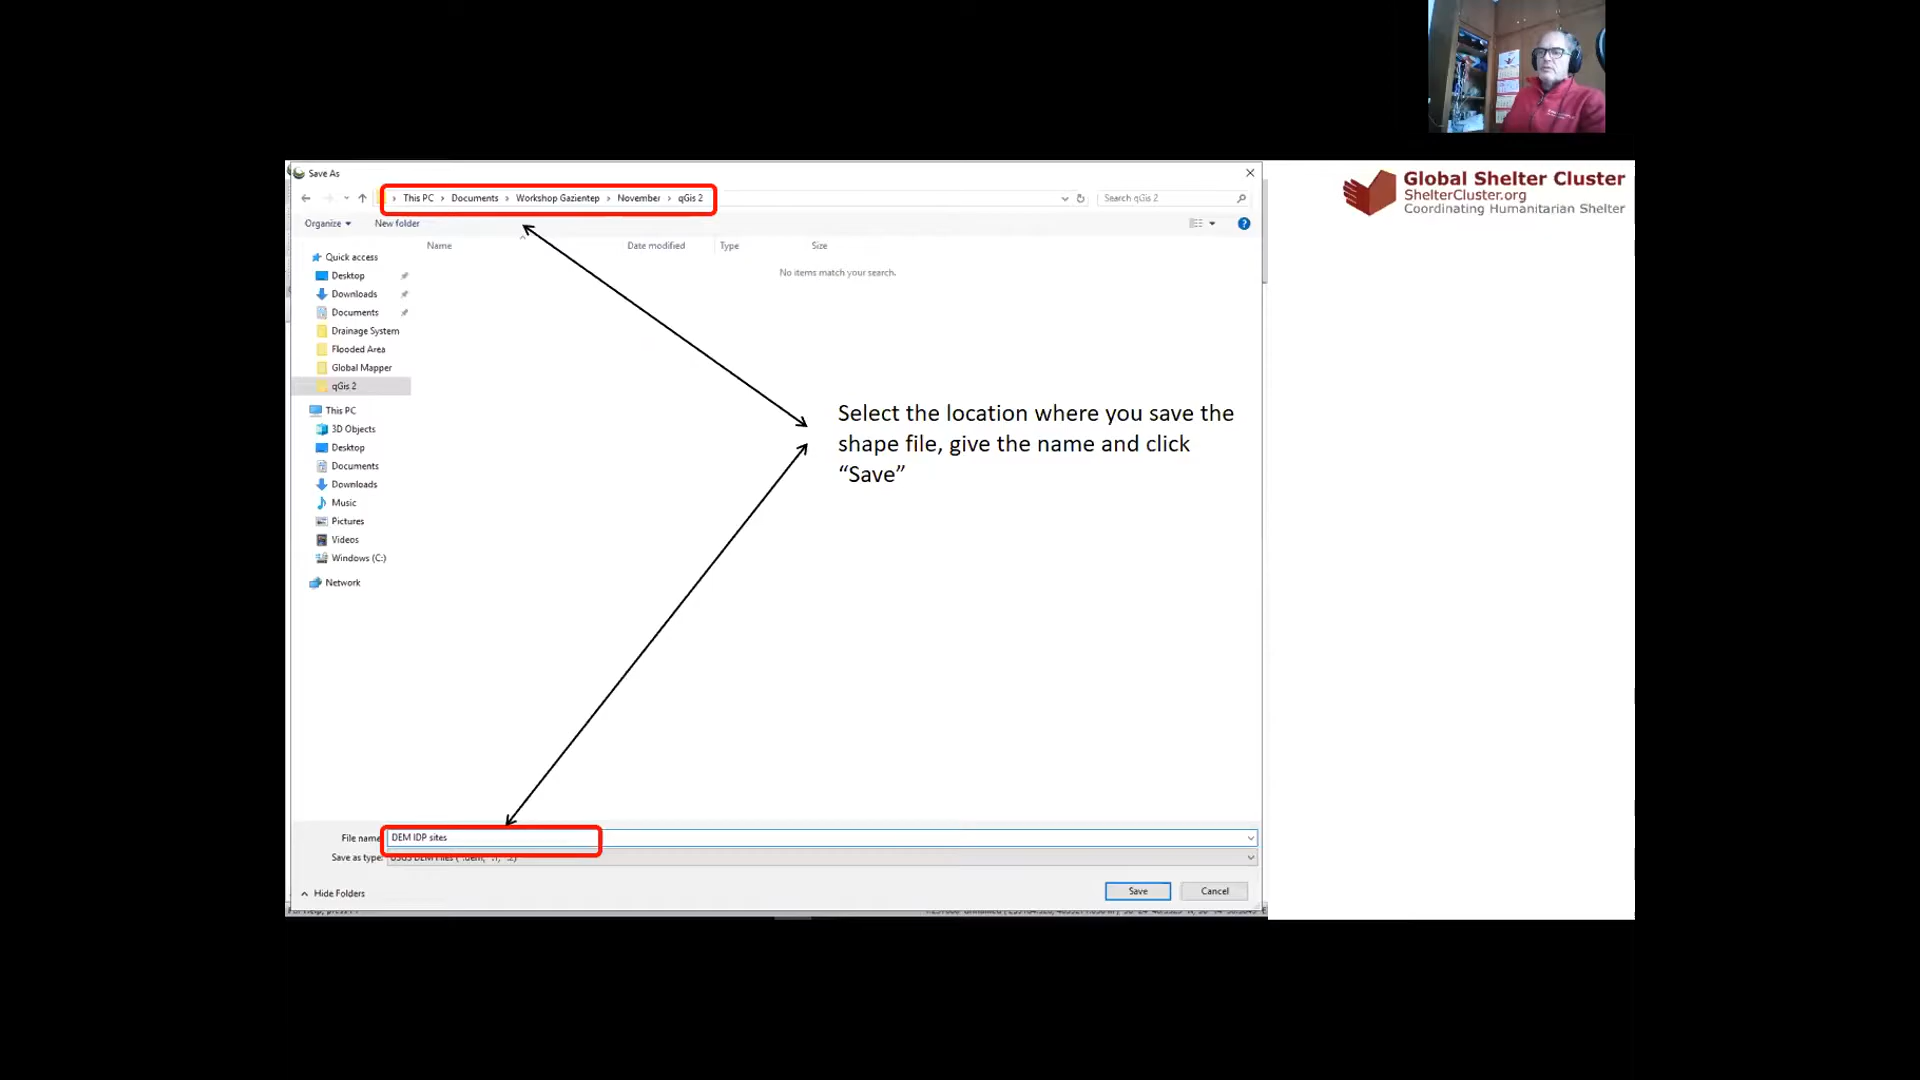 Global Shelter Cluster
ShelterCluster.org
Coordinating Humanitarian Shelter
Save As
This PC > Documents > Workshop Gazientep > November > qGis 2
Search qGis 2
Organize
New folder
Name
Date modified
Type
Size
No items match your search.
Quick access
Desktop
Downloads
Documents
Drainage System
Flooded Area
Global Mapper
qGis 2
This PC
3D Objects
Desktop
Documents
Downloads
Music
Pictures
Videos
Windows (C:)
Network
Select the location where you save the
shape file, give the name and click
“Save”
File name
DEM IDP sites
Save as type:
Hide Folders
Save
Cancel